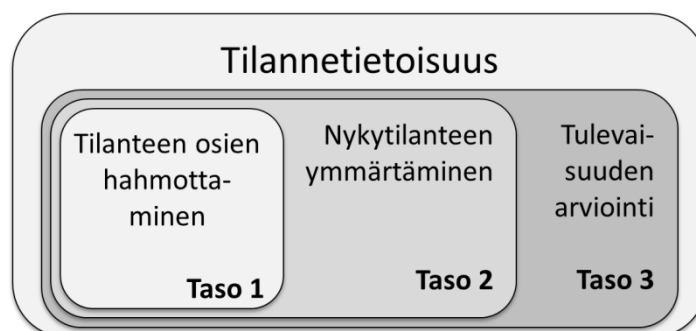 Tilannetietoisuus
Tilanteen osien
hahmotta-
minen
Taso 1
Nykytilanteen
ymmärtäminen
Taso 2
Tulevai-
suuden
arviointi
Taso 3